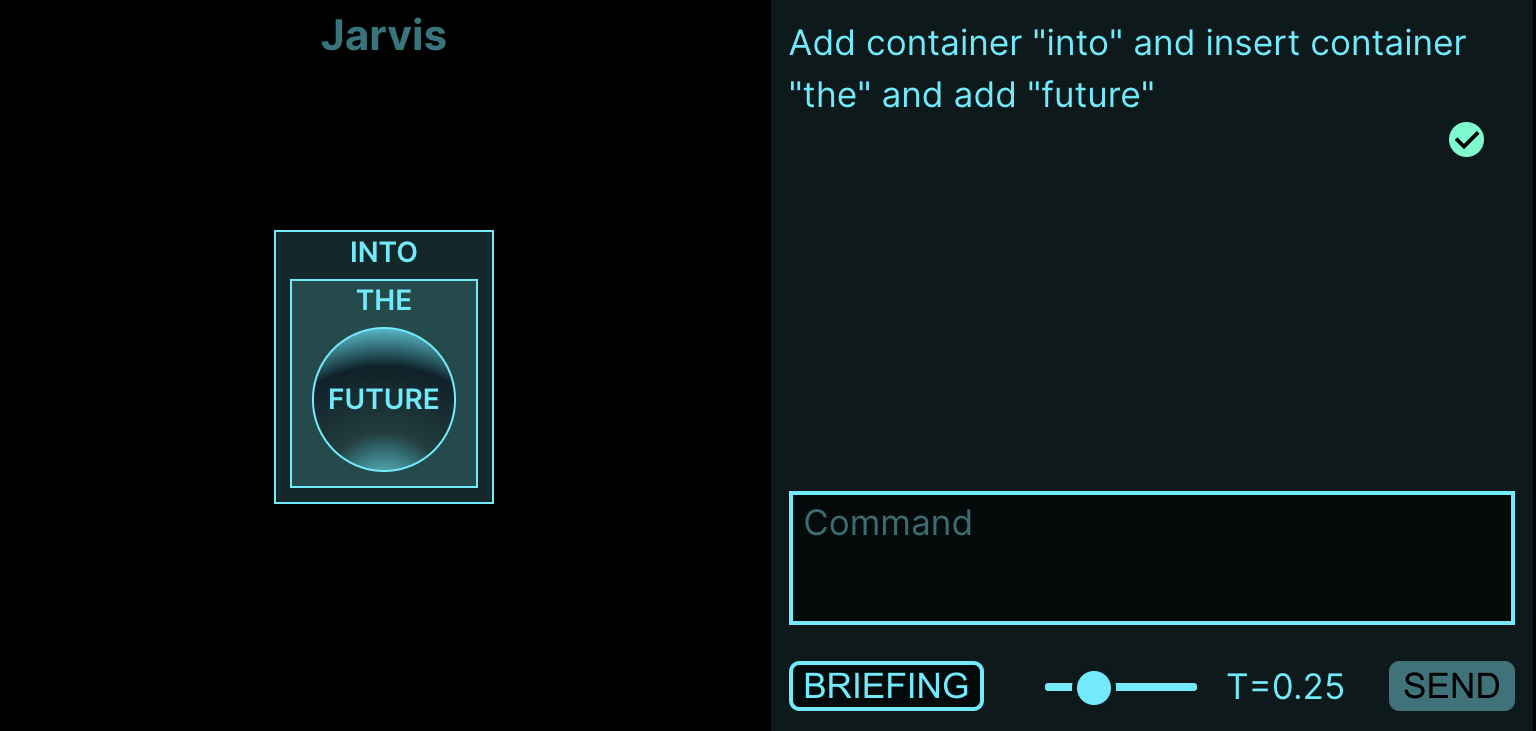 Jarvis
INTO
THE
FUTURE
Add container "into" and insert container
"the" and add "future"
Command
BRIEFING
T=0.25
SEND